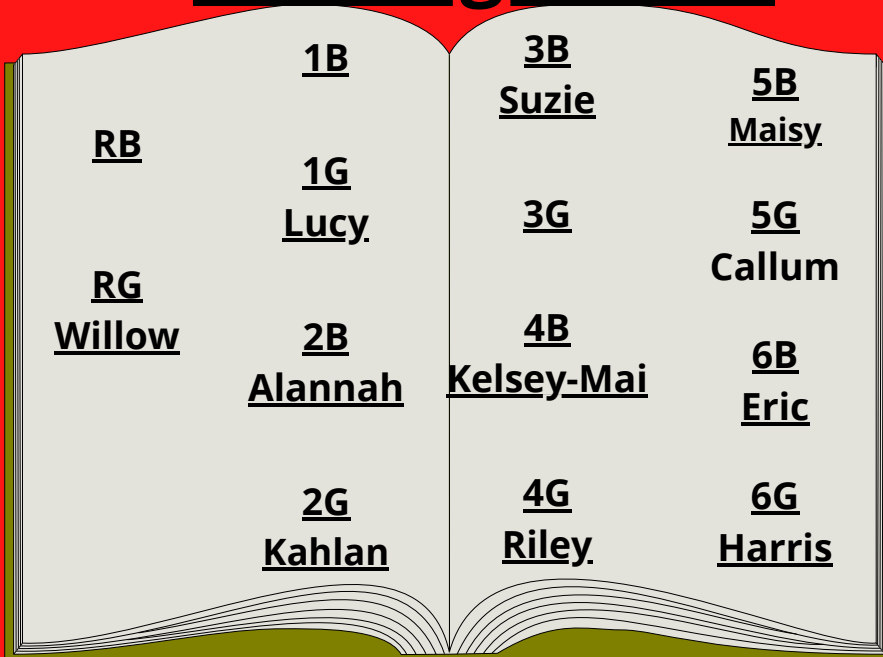 RB
RG
Willow
1B
1G
Lucy
2B
Alannah
2G
Kahlan
3B
Suzie
3G
4B
Kelsey-Mai
4G
Riley
5B
Maisy
5G
Callum
6B
Eric
6G
Harris